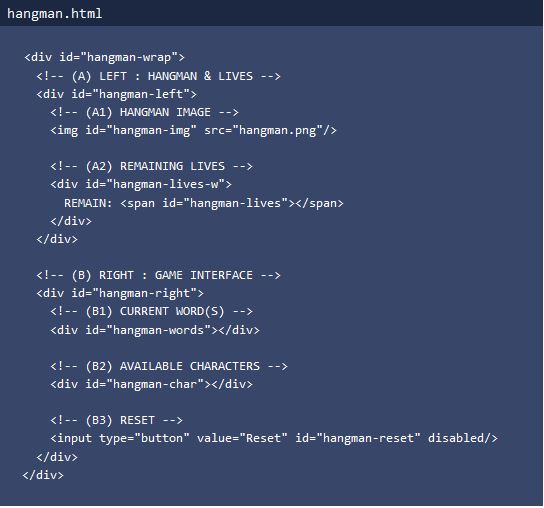 hangman.html
<div id="hangman-wrap">
<!-- (A) LEFT : HANGMAN & LIVES -->
<div id="hangman-left">
<!-- (A1) HANGMAN IMAGE -->
<img id="hangman-img" src="hangman.png"/>
<!-- (A2) REMAINING LIVES -->
<div id="hangman-lives-w">
REMAIN: <span id="hangman-lives"></span>
</div>
</div>
<!-- (B) RIGHT : GAME INTERFACE -->
<div id="hangman-right">
<!-- (B1) CURRENT WORD(S) -->
<div id="hangman-words"></div>
<!-- (B2) AVAILABLE CHARACTERS -->
<div id="hangman-char"></div>
<!-- (B3) RESET -->
<input type="button" value="Reset" id="hangman-reset" disabled/>
</div>
</div>